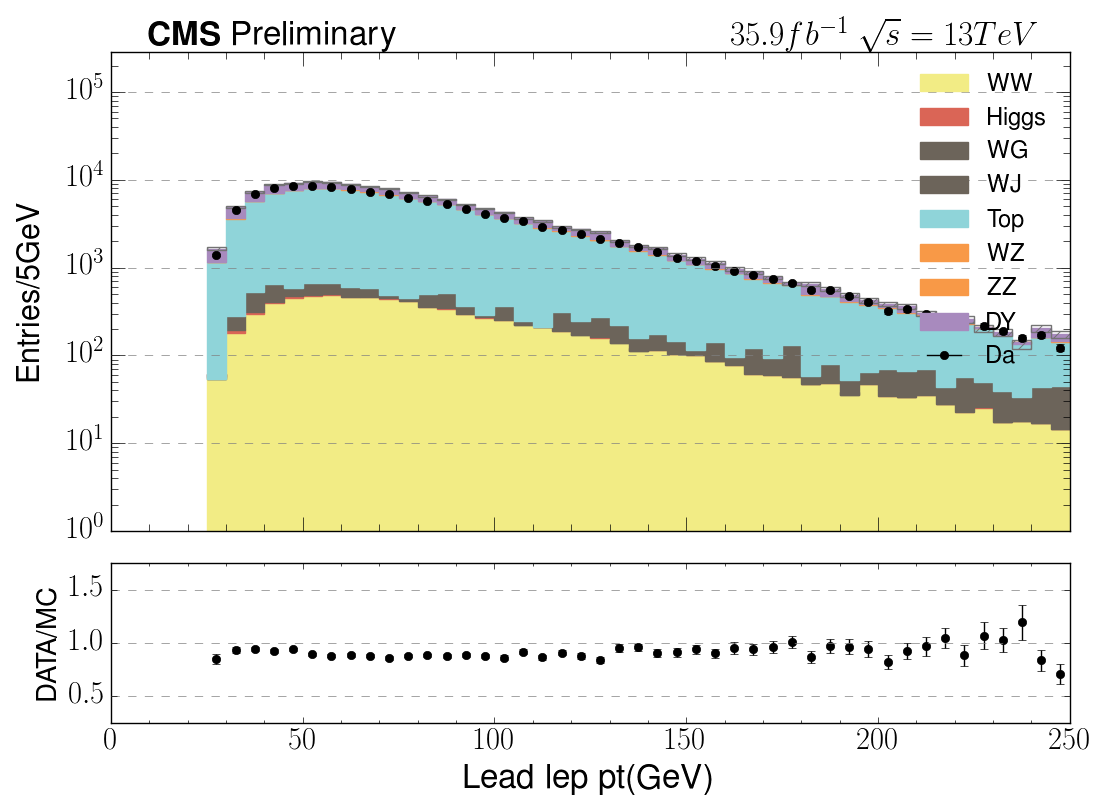 CMS Preliminary
35.9fb⁻¹ √s = 13TeV
Entries/5GeV
10⁵
10⁴
10³
10²
10¹
10⁰
WW
Higgs
WG
WJ
Top
WZ
ZZ
DY
Da
DATA/MC
1.5
1.0
0.5
0 50 100 150 200 250
Lead lep pt(GeV)